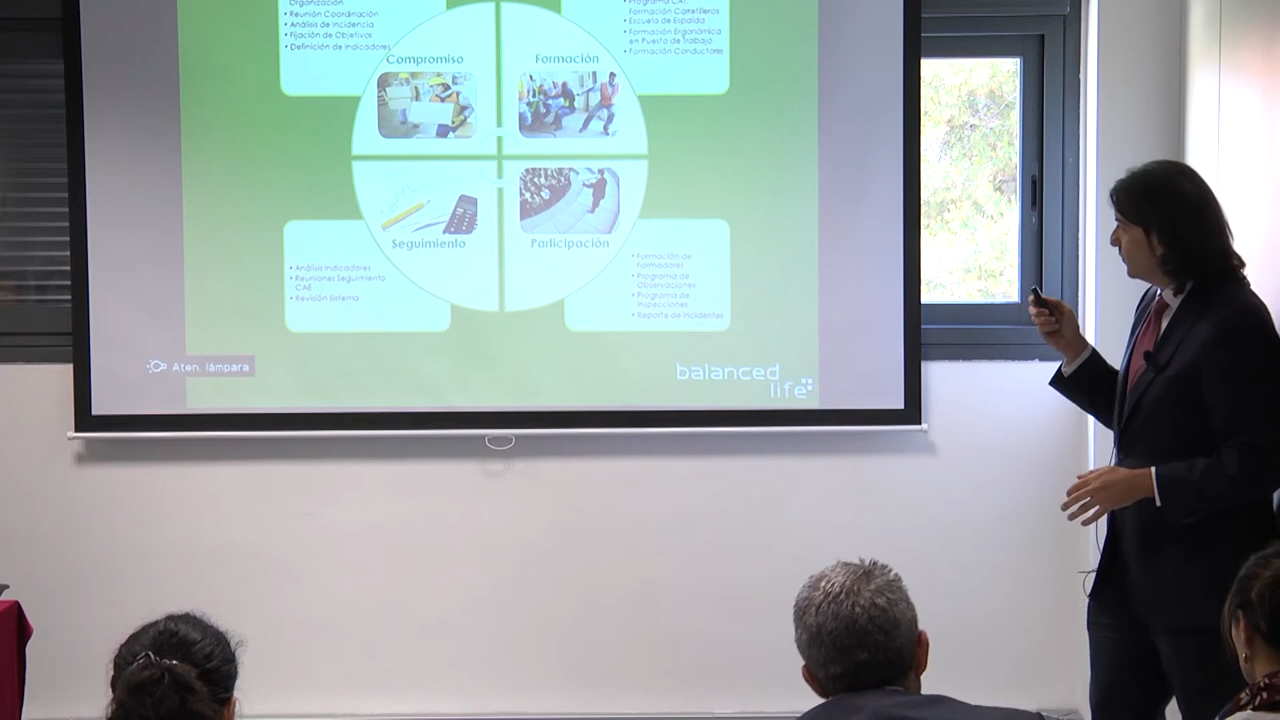 Organización
• Reunión Coordinación
• Análisis de Incidencia
• Fijación de Objetivos
• Definición de Indicadores
Formación Carretilleros
• Escuela de Espalda
• Formación Ergonómica
en Puesto de Trabajo
• Formación Conductores
Compromiso
Formación
Seguimiento
Participación
• Análisis Indicadores
• Reuniones Seguimiento
CAE
• Revisión Sistema
• Formación de
Formadores
• Programa de
Observaciones
• Programa de
Inspecciones
• Reporte de Incidentes
Aten. lámpara
balanced
life